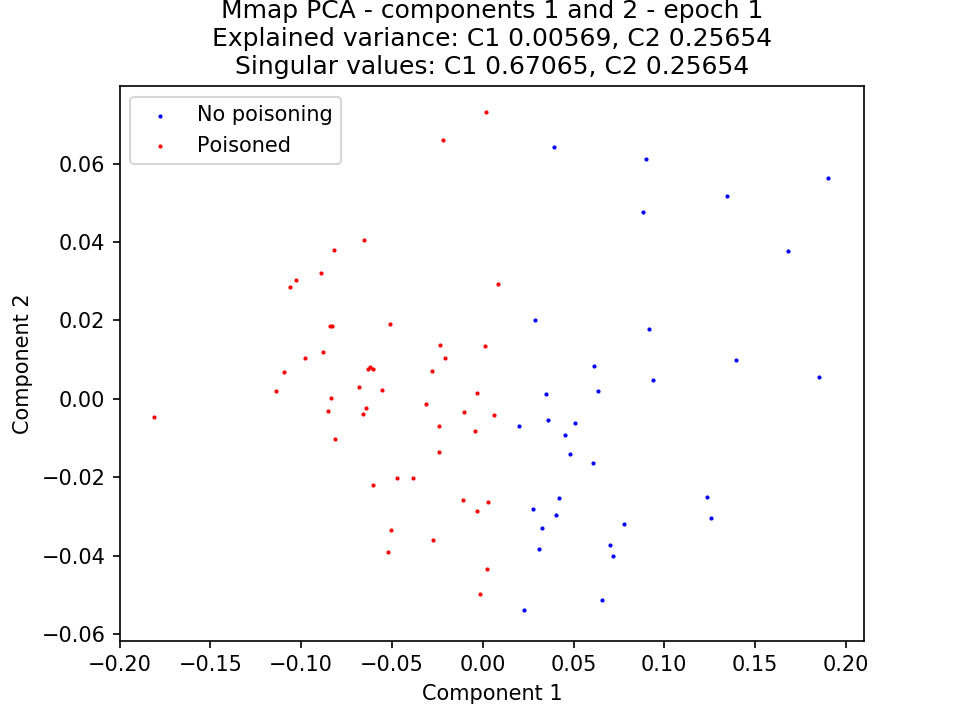 Mmap PCA - components 1 and 2 - epoch 1
Explained variance: C1 0.00569, C2 0.25654
Singular values: C1 0.67065, C2 0.25654
No poisoning
Poisoned
0.06
0.04
0.02
0.00
−0.02
−0.04
−0.06
Component 2
−0.20 −0.15 −0.10 −0.05 0.00 0.05 0.10 0.15 0.20
Component 1